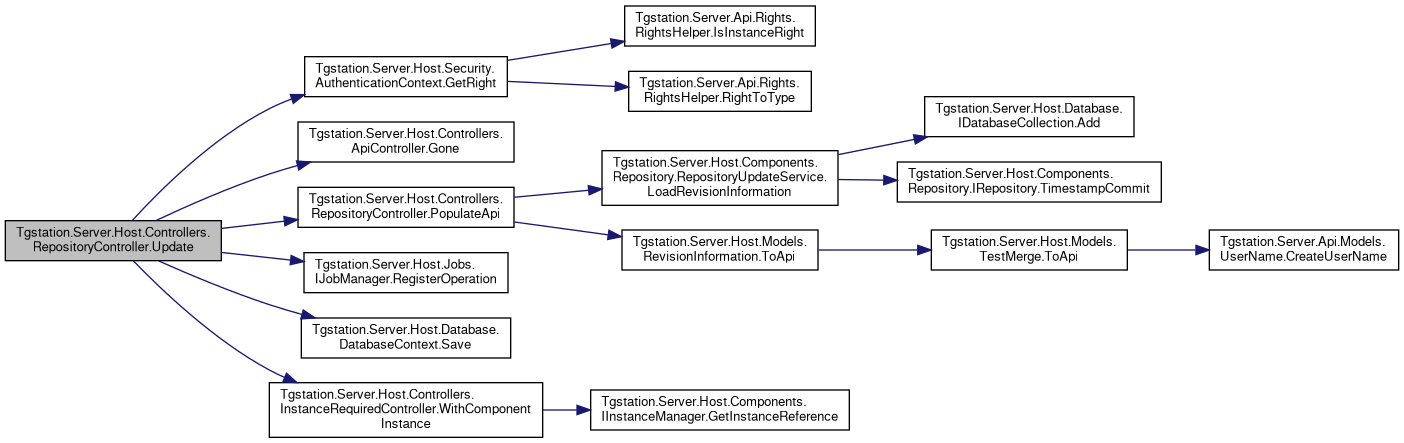 Tgstation.Server.Host.Controllers.
RepositoryController.Update
Tgstation.Server.Host.Security.
AuthenticationContext.GetRight
Tgstation.Server.Api.Rights.
RightsHelper.IsInstanceRight
Tgstation.Server.Api.Rights.
RightsHelper.RightToType
Tgstation.Server.Host.Controllers.
ApiController.Gone
Tgstation.Server.Host.Controllers.
RepositoryController.PopulateApi
Tgstation.Server.Host.Components.
Repository.RepositoryUpdateService.
LoadRevisionInformation
Tgstation.Server.Host.Database.
IDatabaseCollection.Add
Tgstation.Server.Host.Components.
Repository.IRepository.TimestampCommit
Tgstation.Server.Host.Models.
RevisionInformation.ToApi
Tgstation.Server.Host.Models.
TestMerge.ToApi
Tgstation.Server.Api.Models.
UserName.CreateUserName
Tgstation.Server.Host.Jobs.
IJobManager.RegisterOperation
Tgstation.Server.Host.Database.
DatabaseContext.Save
Tgstation.Server.Host.Controllers.
InstanceRequiredController.WithComponent
Instance
Tgstation.Server.Host.Components.
IInstanceManager.GetInstanceReference